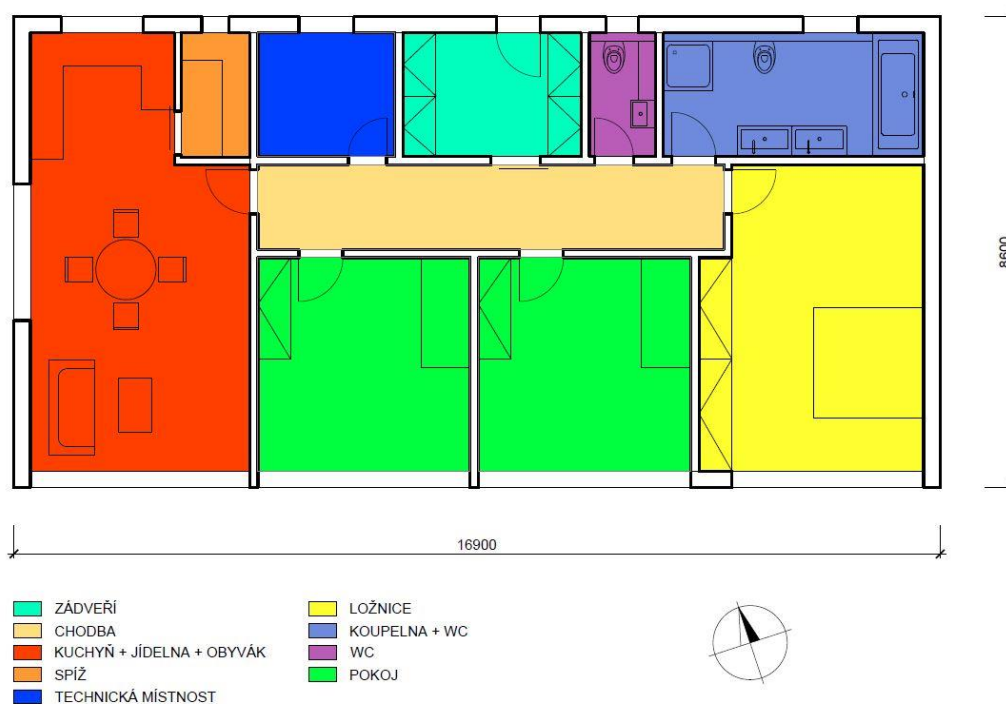 8600
16900
ZÁDVEŘÍ
CHODBA
KUCHYŇ + JÍDELNA + OBYVÁK
SPÍŽ
TECHNICKÁ MÍSTNOST
LOŽNICE
KOUPELNA + WC
WC
POKOJ